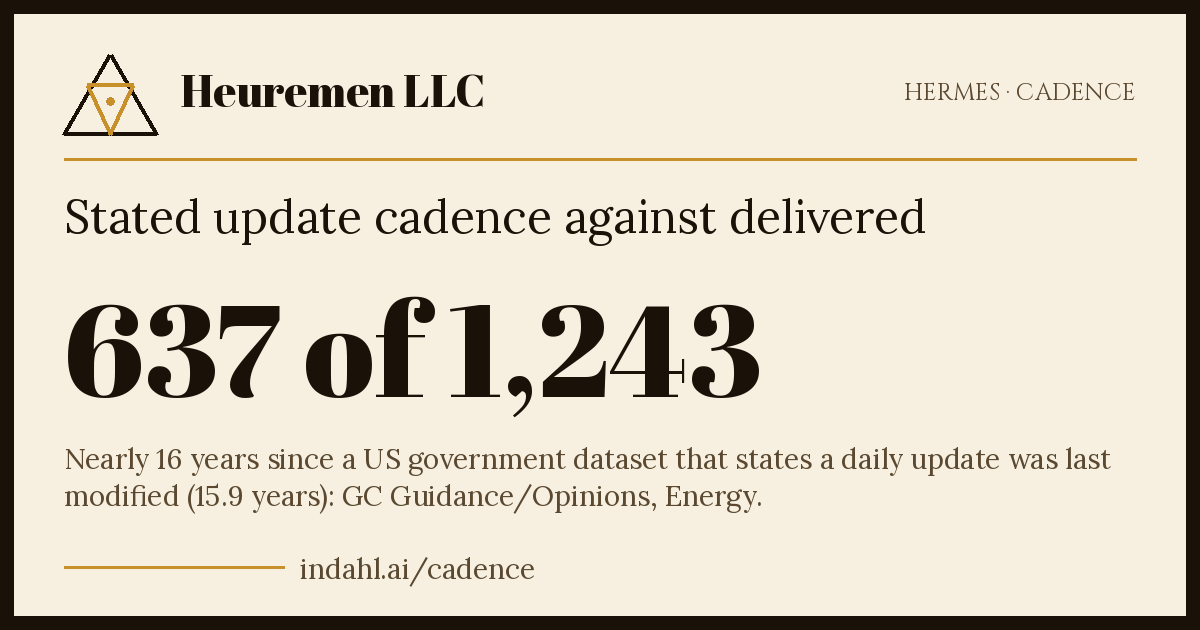 Heuremen LLC
HERMES · CADENCE
Stated update cadence against delivered
637 of 1,243
Nearly 16 years since a US government dataset that states a daily update was last
modified (15.9 years): GC Guidance/Opinions, Energy.
indahl.ai/cadence